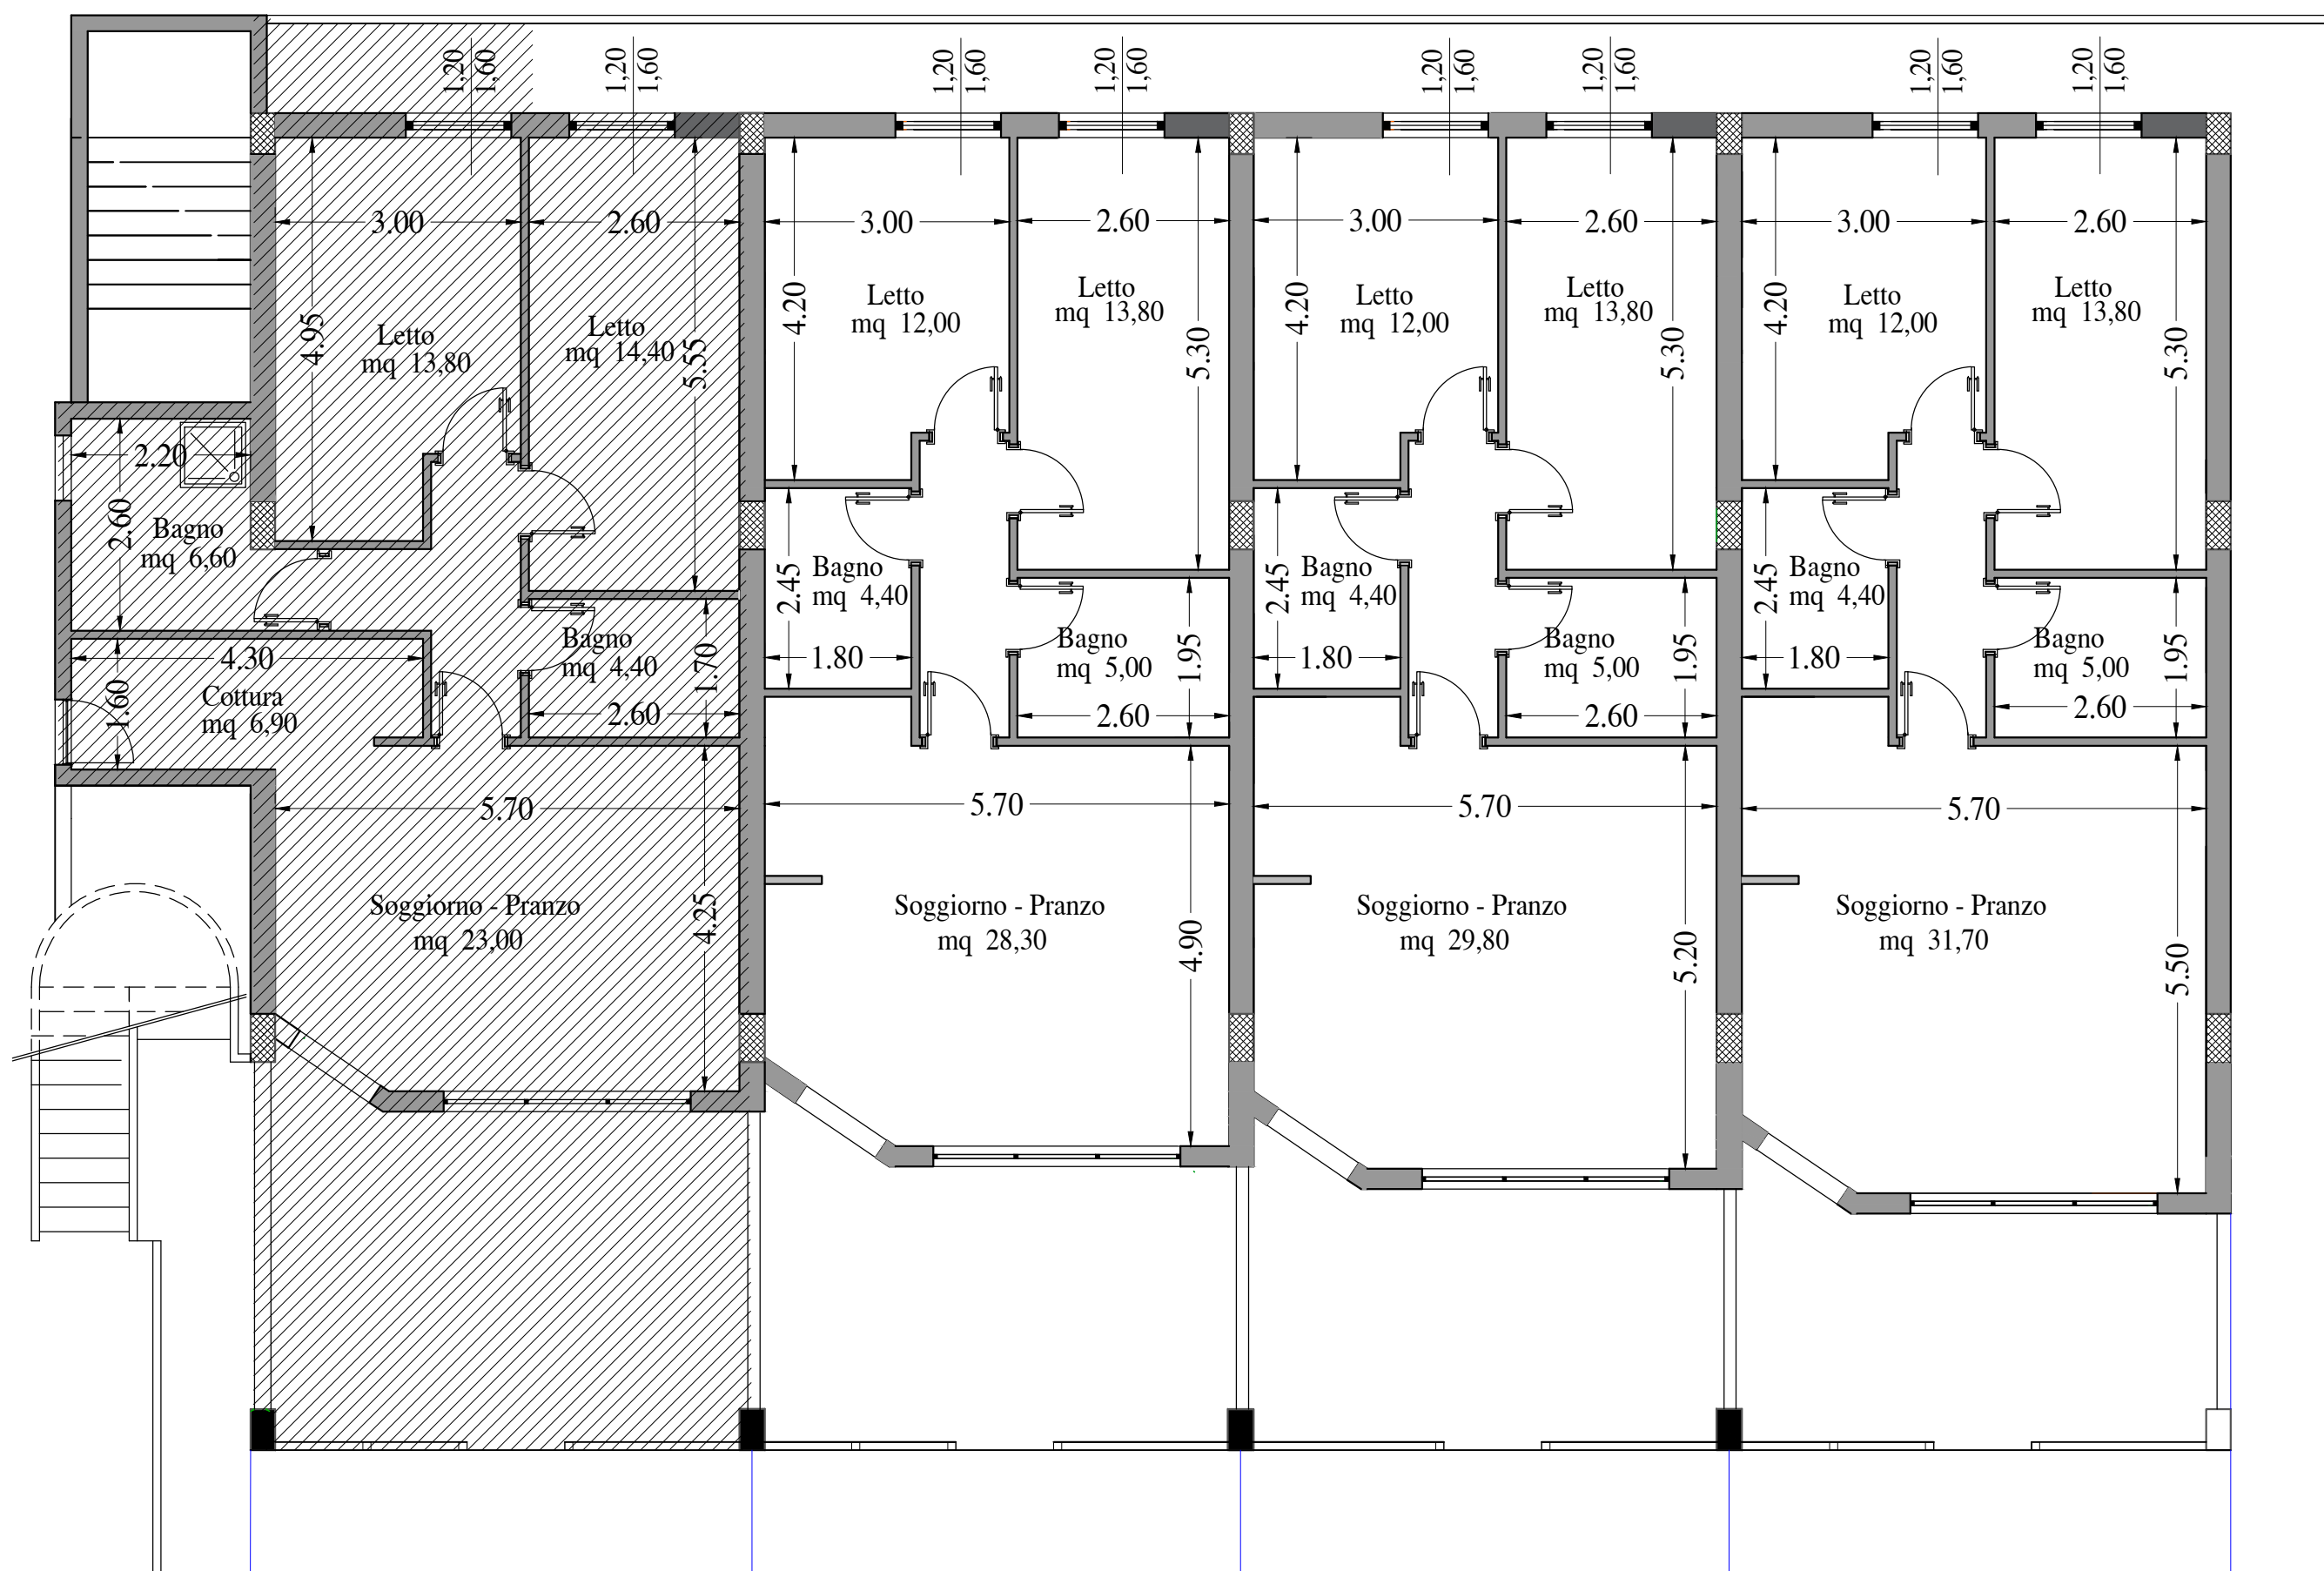 1,20
1,60
1,20
1,60
1,20
1,60
1,20
1,60
1,20
1,60
1,20
1,60
1,20
1,60
1,20
1,60
3.00
2.60
3.00
2.60
3.00
2.60
3.00
2.60
4.95
Letto
mq 13,80
Letto
mq 14,40
5.55
4.20
Letto
mq 12,00
Letto
mq 13,80
5.30
4.20
Letto
mq 12,00
Letto
mq 13,80
5.30
4.20
Letto
mq 12,00
Letto
mq 13,80
5.30
2.20
2.60
Bagno
mq 6,60
4.30
1.60
Cottura
mq 6,90
Bagno
mq 4,40
1.70
2.60
2.45
Bagno
mq 4,40
1.80
Bagno
mq 5,00
1.95
2.60
2.45
Bagno
mq 4,40
1.80
Bagno
mq 5,00
1.95
2.60
2.45
Bagno
mq 4,40
1.80
Bagno
mq 5,00
1.95
2.60
5.70
5.70
5.70
5.70
Soggiorno - Pranzo
mq 23,00
4.25
Soggiorno - Pranzo
mq 28,30
4.90
Soggiorno - Pranzo
mq 29,80
5.20
Soggiorno - Pranzo
mq 31,70
5.50